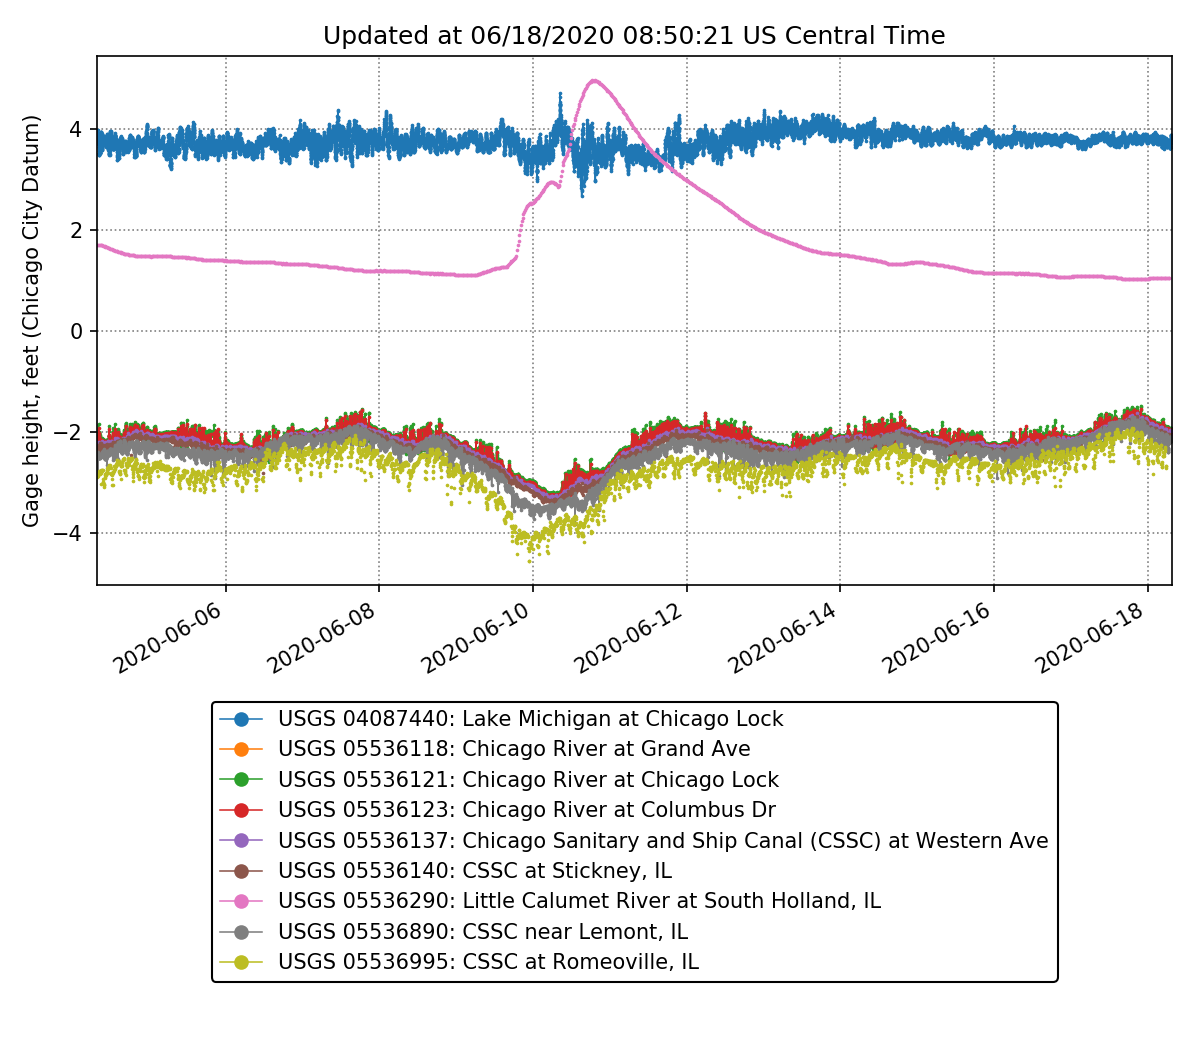 Updated at 06/18/2020 08:50:21 US Central Time
Gage height, feet (Chicago City Datum)
4
2
0
−2
−4
2020-06-06
2020-06-08
2020-06-10
2020-06-12
2020-06-14
2020-06-16
2020-06-18
USGS 04087440: Lake Michigan at Chicago Lock
USGS 05536118: Chicago River at Grand Ave
USGS 05536121: Chicago River at Chicago Lock
USGS 05536123: Chicago River at Columbus Dr
USGS 05536137: Chicago Sanitary and Ship Canal (CSSC) at Western Ave
USGS 05536140: CSSC at Stickney, IL
USGS 05536290: Little Calumet River at South Holland, IL
USGS 05536890: CSSC near Lemont, IL
USGS 05536995: CSSC at Romeoville, IL